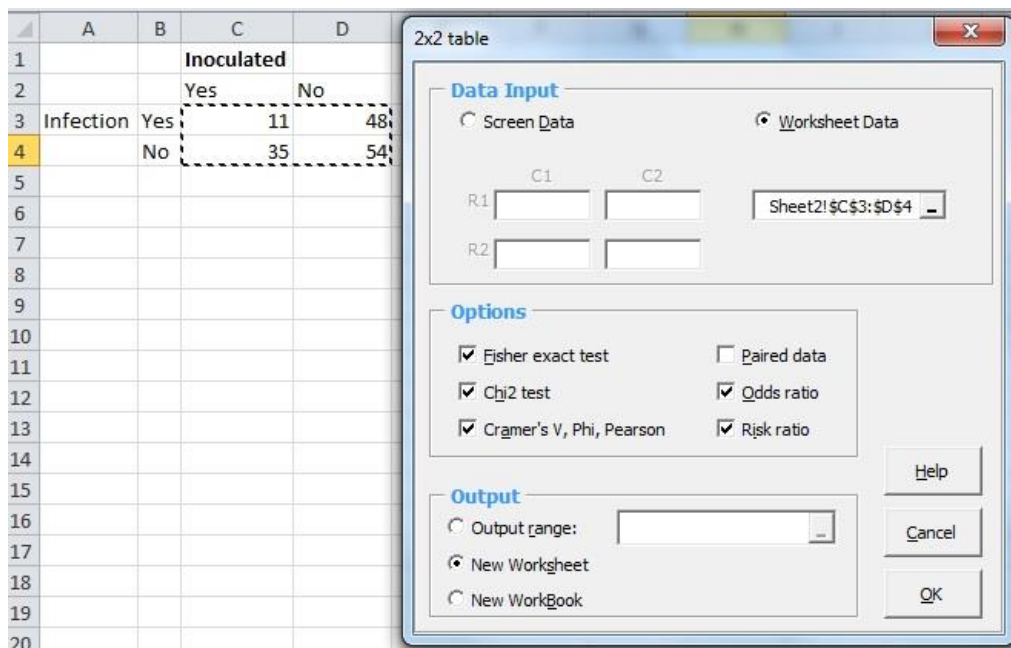 A B C D
1 Inoculated
2 Yes No
3 Infection Yes 11 48
4 No 35 54
5
6
7
8
9
10
11
12
13
14
15
16
17
18
19
20
2x2 table
Data Input
Screen Data Worksheet Data
C1 C2
R1 Sheet2!$C$3:$D$4
R2
Options
Fisher exact test Paired data
Chi2 test Odds ratio
Cramer's V, Phi, Pearson Risk ratio
Help
Output
Output range:
Cancel
New Worksheet
New WorkBook
OK